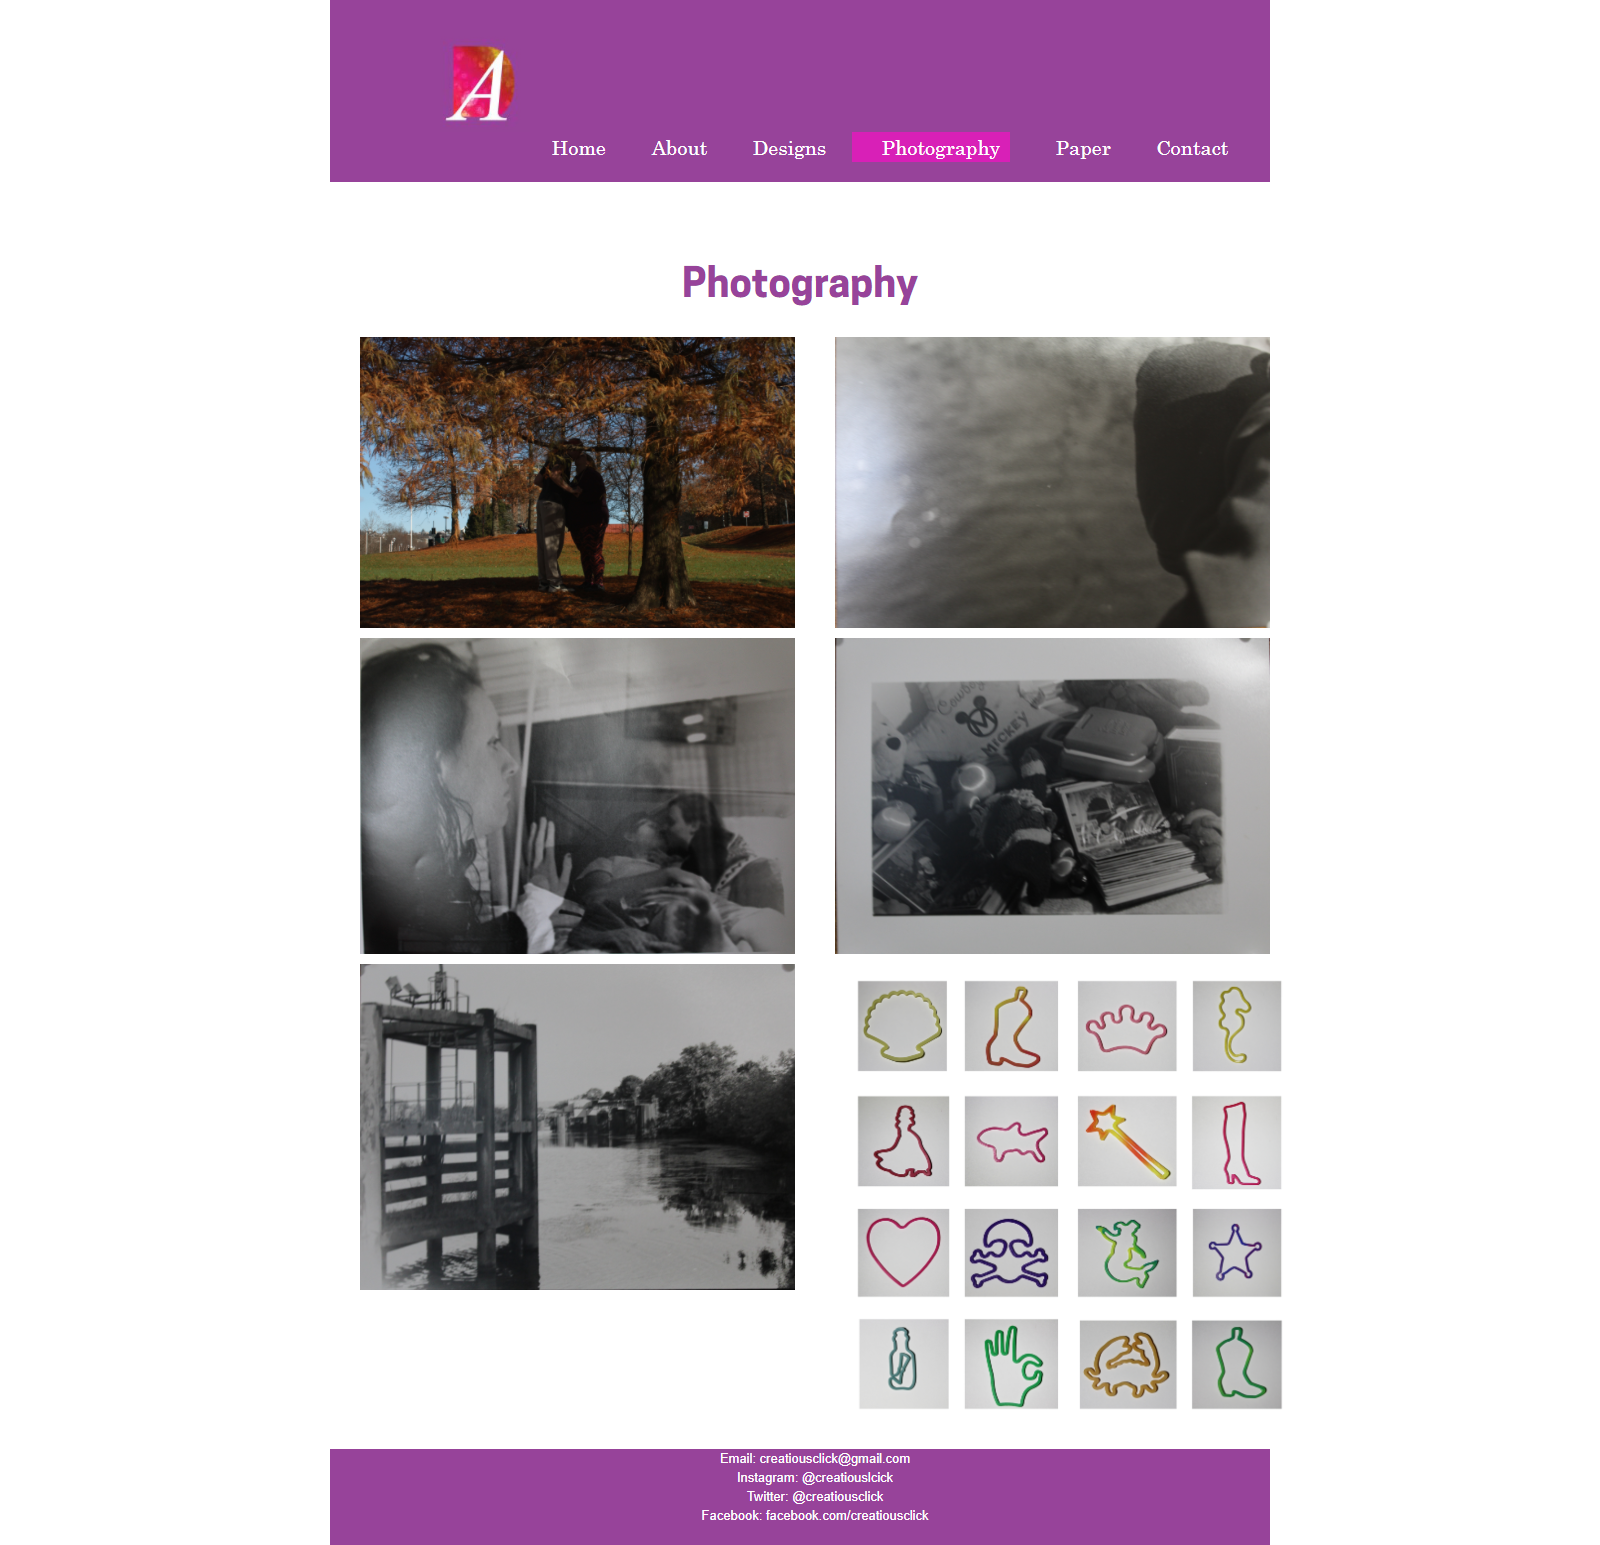 DA
Home About Designs Photography Paper Contact
Photography
Cowboy
MICKEY
M
Email: creatiousclick@gmail.com
Instagram: @creatiouslcick
Twitter: @creatiousclick
Facebook: facebook.com/creatiousclick